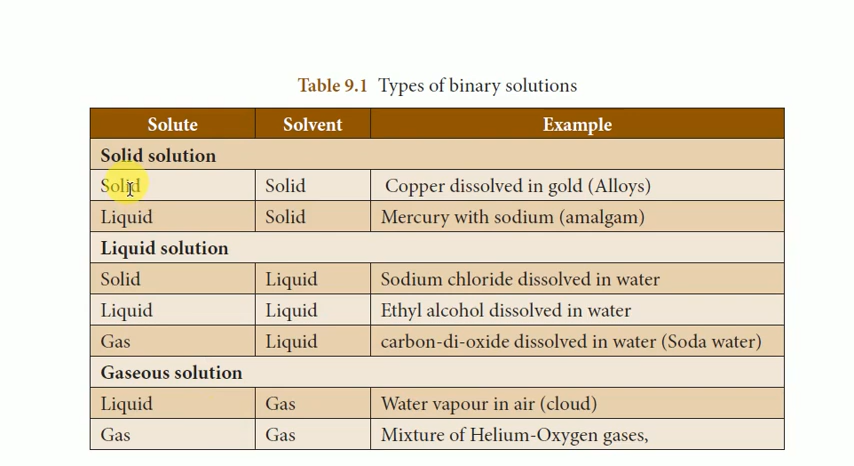 Table 9.1 Types of binary solutions
Solute Solvent Example
Solid solution
Solid Solid Copper dissolved in gold (Alloys)
Liquid Solid Mercury with sodium (amalgam)
Liquid solution
Solid Liquid Sodium chloride dissolved in water
Liquid Liquid Ethyl alcohol dissolved in water
Gas Liquid carbon-di-oxide dissolved in water (Soda water)
Gaseous solution
Liquid Gas Water vapour in air (cloud)
Gas Gas Mixture of Helium-Oxygen gases,